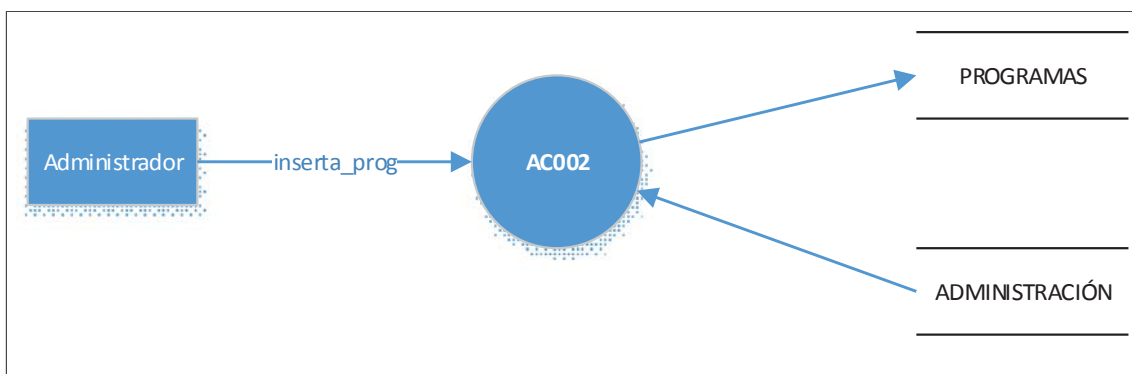 PROGRAMAS
Administrador
inserta_prog
AC002
ADMINISTRACIÓN